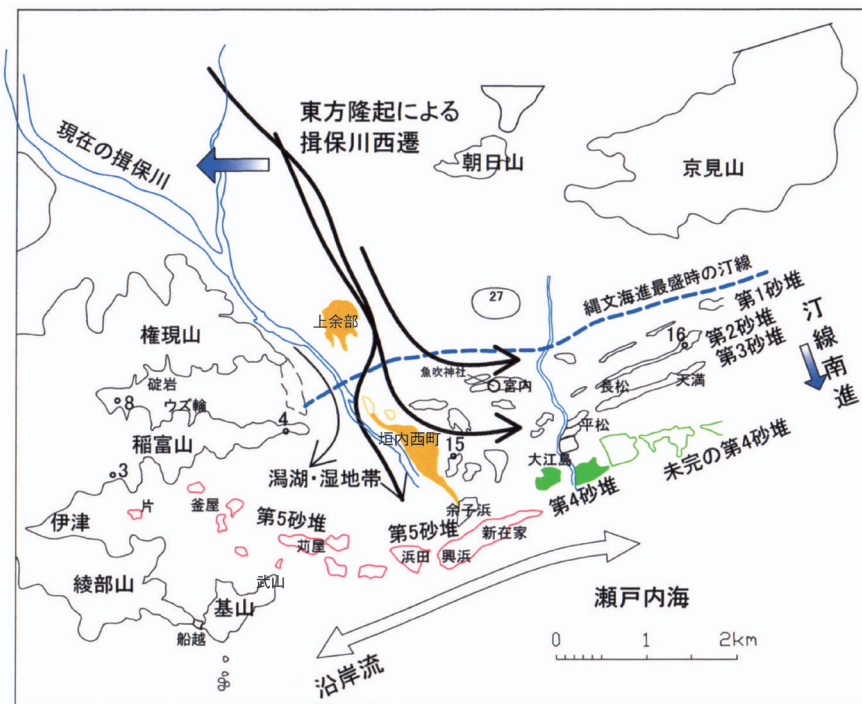 東方隆起による
揖保川西遷
現在の揖保川
朝日山
京見山
27
縄文海進最盛時の汀線
第1砂堆
第2砂堆
第3砂堆
汀線南進
上余部
権現山
魚吹神社
宮内
16
長松
天満
碇岩
8
ウズ輪
4
稲富山
垣内西町
15
平松
大江島
未完の第4砂堆
第4砂堆
3
潟湖・湿地帯
片
釜屋
伊津
第5砂堆
苅屋
第5砂堆
余子浜
新在家
浜田
興浜
綾部山
武山
基山
船越
瀬戸内海
沿岸流
0 1 2km